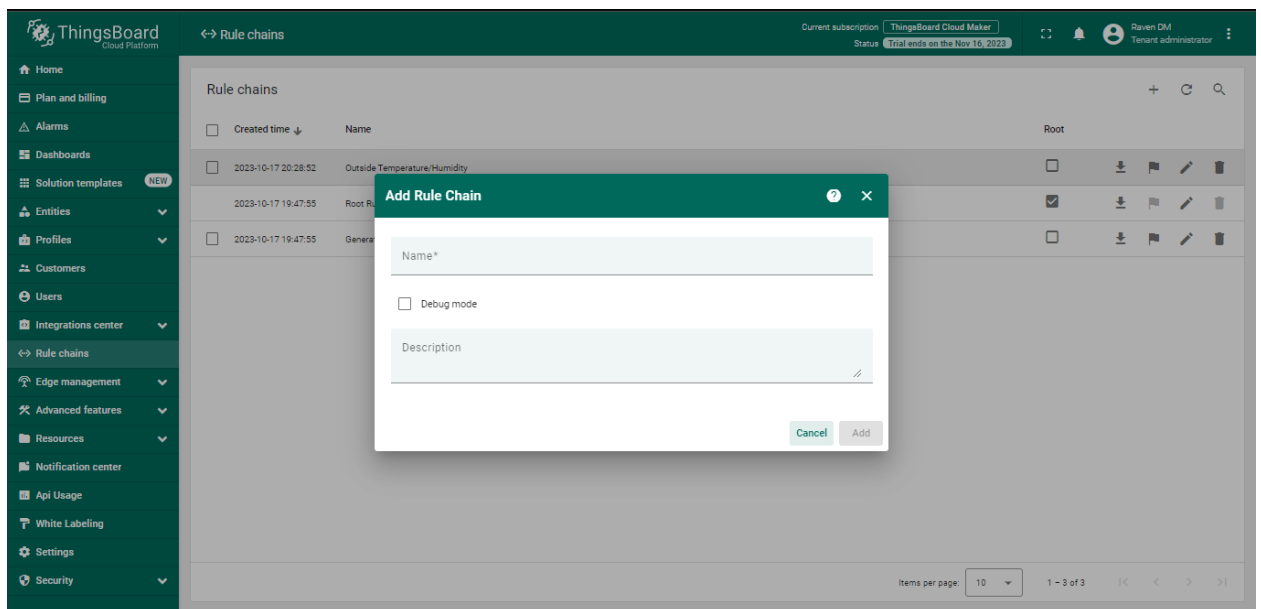 ThingsBoard
Cloud Platform
Rule chains
Current subscription ThingsBoard Cloud Maker
Status Trial ends on the Nov 16, 2023
Raven DM
Tenant administrator
Home
Plan and billing
Alarms
Dashboards
Solution templates NEW
Entities
Profiles
Customers
Users
Integrations center
Rule chains
Edge management
Advanced features
Resources
Notification center
Api Usage
White Labeling
Settings
Security
Rule chains
Created time Name Root
2023-10-17 20:28:52 Outside Temperature/Humidity
2023-10-17 19:47:55 Root Ru
2023-10-17 19:47:55 Genera
Add Rule Chain
Name*
Debug mode
Description
Cancel Add
Items per page: 10 1 – 3 of 3